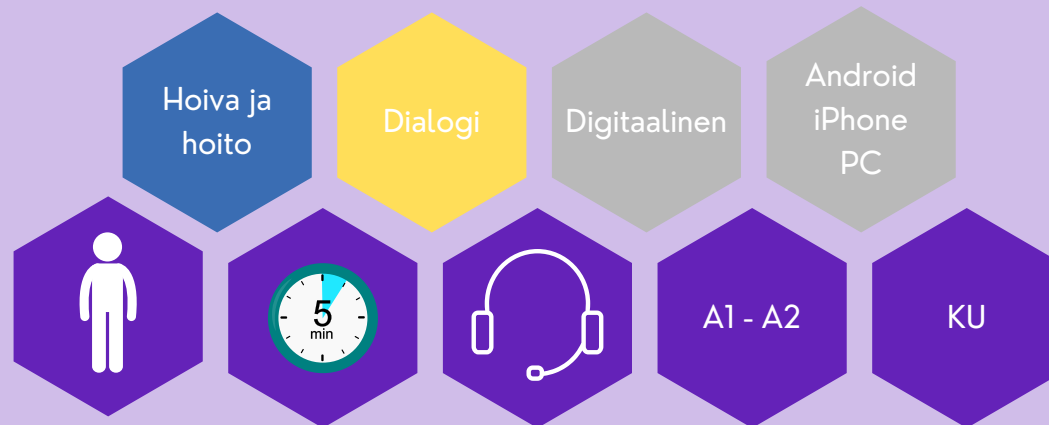 Hoiva ja
hoito
Dialogi
Digitaalinen
Android
iPhone
PC
5
min
A1 - A2
KU